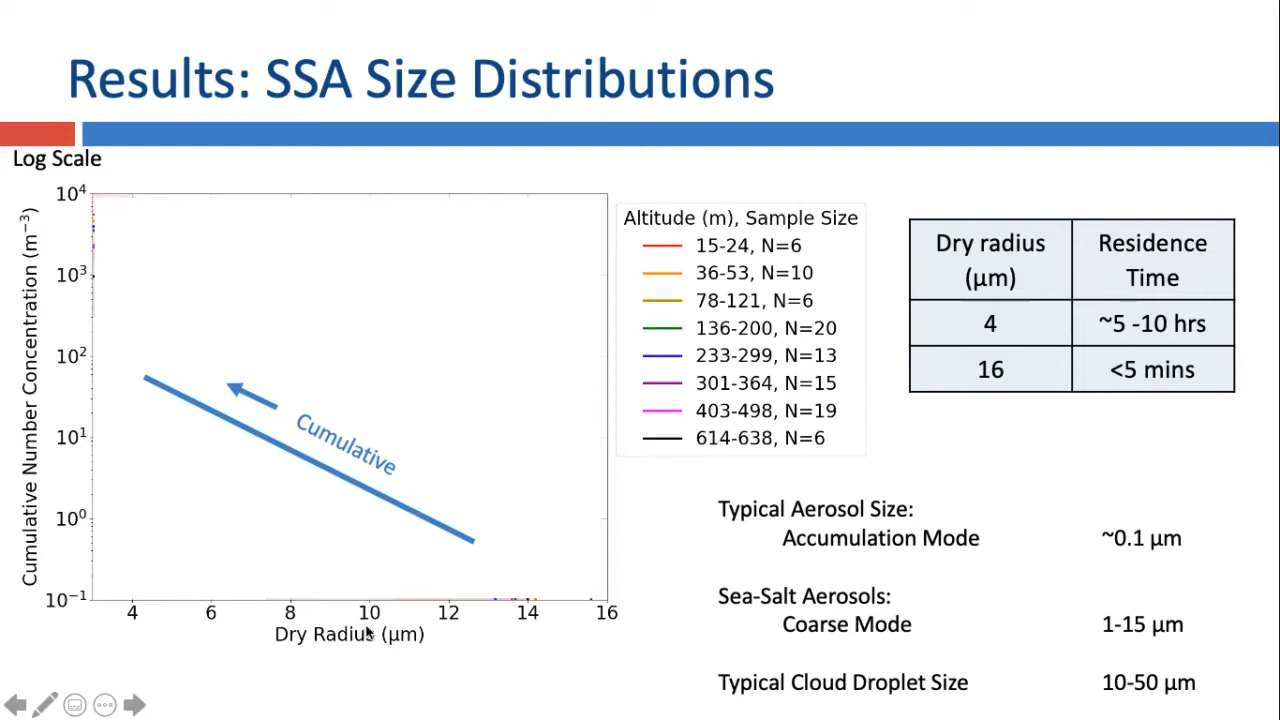 Results: SSA Size Distributions
Log Scale
Cumulative Number Concentration (m⁻³)
10⁴
10³
10²
10¹
10⁰
10⁻¹
Cumulative
4 6 8 10 12 14 16
Dry Radius (μm)
Altitude (m), Sample Size
15-24, N=6
36-53, N=10
78-121, N=6
136-200, N=20
233-299, N=13
301-364, N=15
403-498, N=19
614-638, N=6
Dry radius (μm) Residence Time
4 ~5 -10 hrs
16 <5 mins
Typical Aerosol Size:
Accumulation Mode ~0.1 μm
Sea-Salt Aerosols:
Coarse Mode 1-15 μm
Typical Cloud Droplet Size 10-50 μm